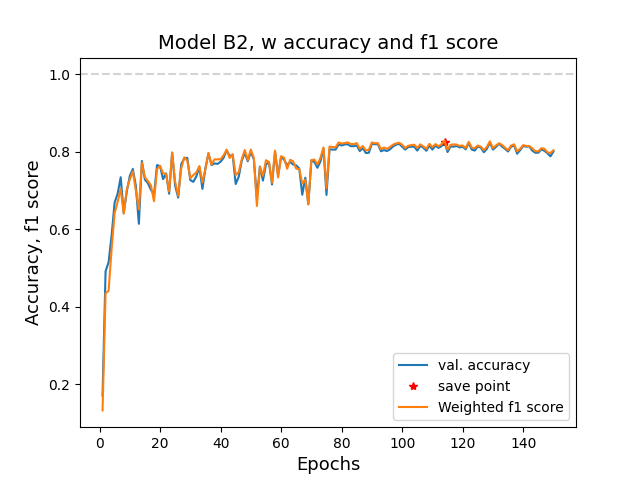 Model B2, w accuracy and f1 score
Accuracy, f1 score
1.0
0.8
0.6
0.4
0.2
0
20
40
60
80
100
120
140
Epochs
val. accuracy
save point
Weighted f1 score